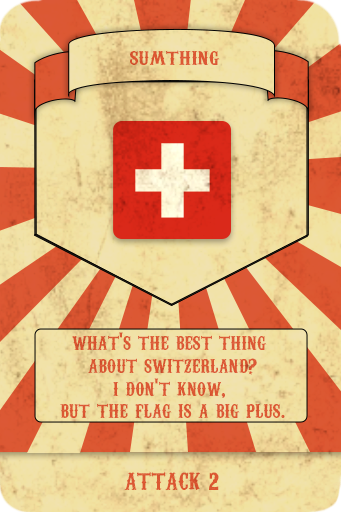 SUMTHING
WHAT'S THE BEST THING
ABOUT SWITZERLAND?
I DON'T KNOW,
BUT THE FLAG IS A BIG PLUS.
ATTACK 2